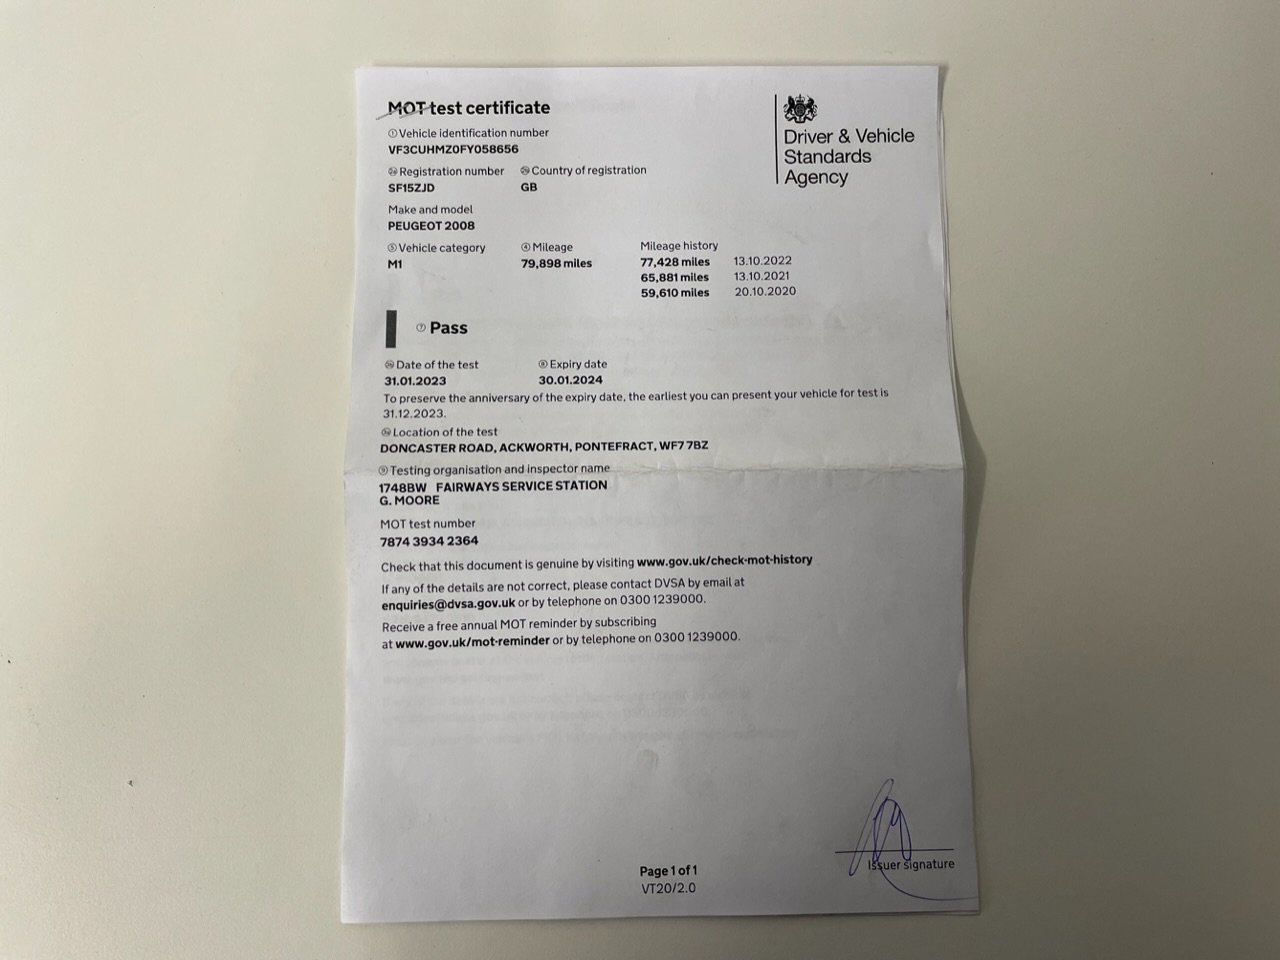 MOT test certificate
Driver & Vehicle
Standards
Agency
① Vehicle identification number
VF3CUHMZ0FY058656
Registration number Country of registration
SF15ZJD GB
Make and model
PEUGEOT 2008
⑤ Vehicle category ④ Mileage Mileage history
M1 79,898 miles 77,428 miles 13.10.2022
65,881 miles 13.10.2021
59,610 miles 20.10.2020
⑦ Pass
Date of the test ⑧ Expiry date
31.01.2023 30.01.2024
To preserve the anniversary of the expiry date, the earliest you can present your vehicle for test is
31.12.2023.
Location of the test
DONCASTER ROAD, ACKWORTH, PONTEFRACT, WF7 7BZ
⑨ Testing organisation and inspector name
1748BW FAIRWAYS SERVICE STATION
G. MOORE
MOT test number
7874 3934 2364
Check that this document is genuine by visiting www.gov.uk/check-mot-history
If any of the details are not correct, please contact DVSA by email at
enquiries@dvsa.gov.uk or by telephone on 0300 1239000.
Receive a free annual MOT reminder by subscribing
at www.gov.uk/mot-reminder or by telephone on 0300 1239000.
Issuer signature
Page 1 of 1
VT20/2.0